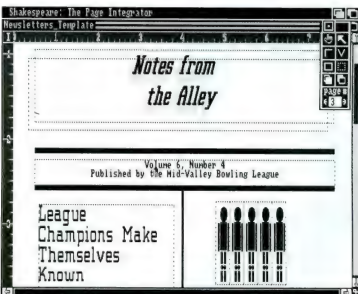 Shakespeare: The Page Integrator
Newsletters_Template
Notes from
the Alley
page
3
Volume 6, Number 4
Published by the Mid-Valley Bowling League
League
Champions Make
Themselves
Known